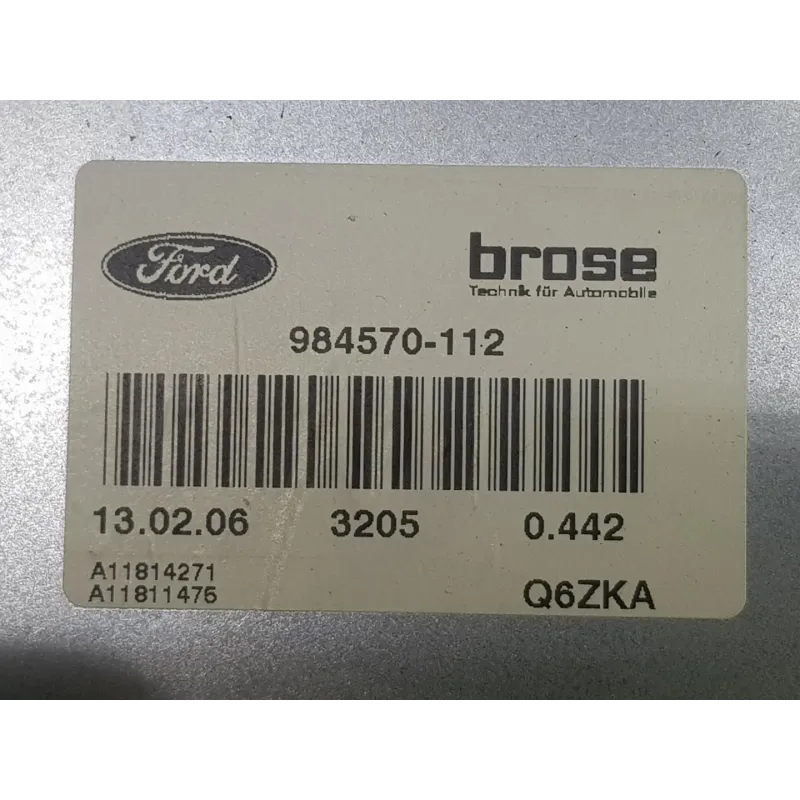 Ford
brose
Technik für Automobile
984570-112
13.02.06 3205 0.442
A11814271
A11811476
Q6ZKA